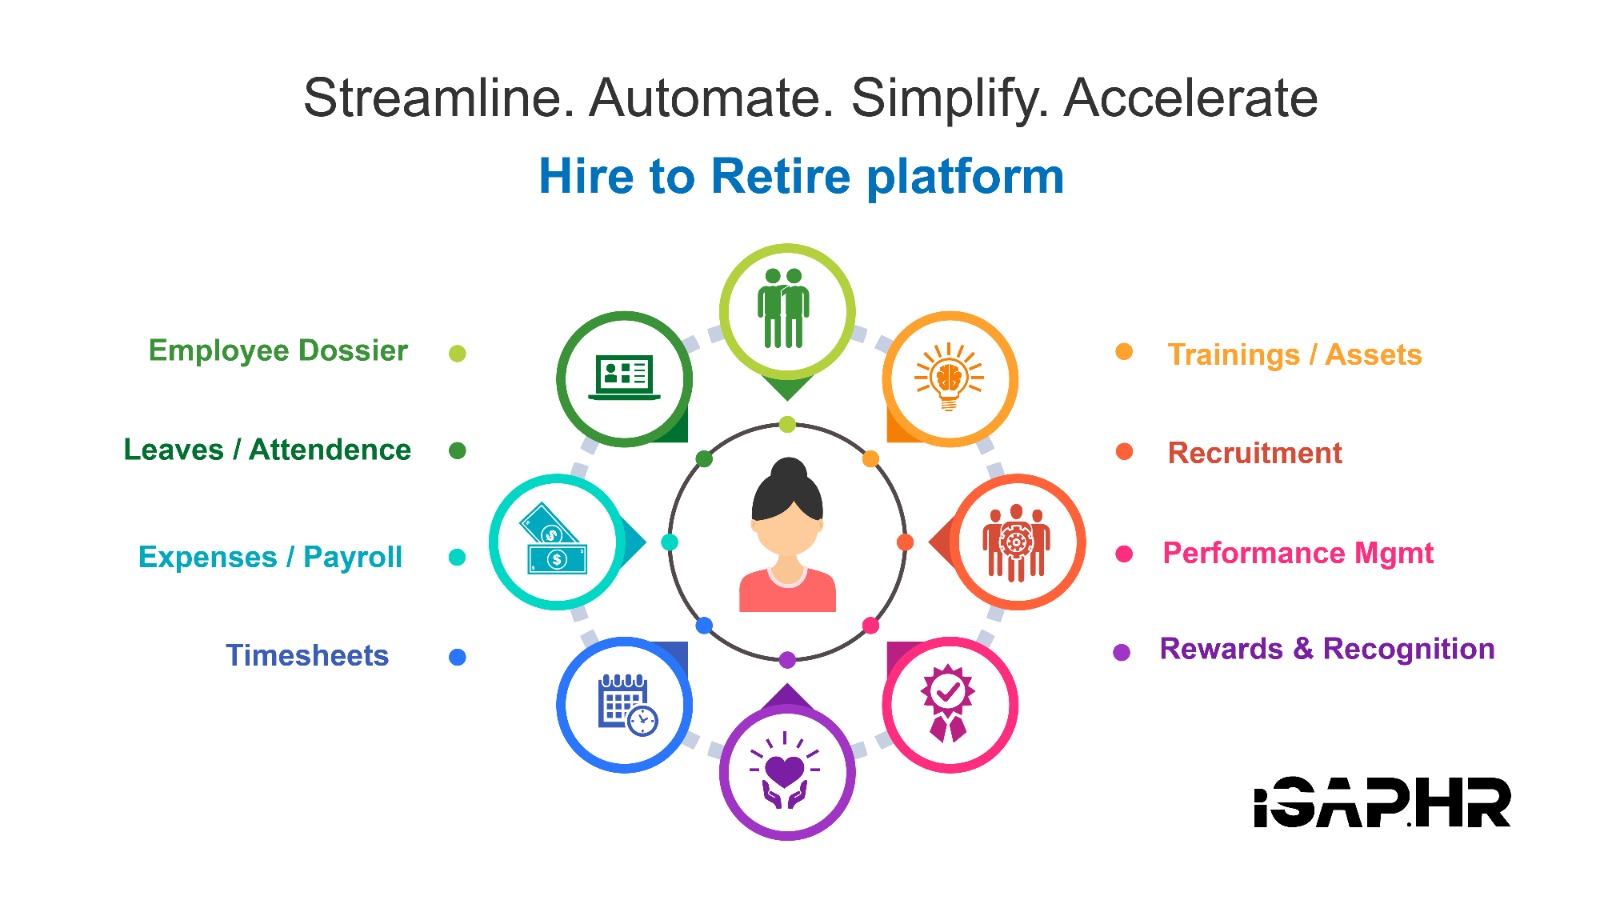 Streamline. Automate. Simplify. Accelerate
Hire to Retire platform
Employee Dossier
Leaves / Attendence
Expenses / Payroll
Timesheets
Trainings / Assets
Recruitment
Performance Mgmt
Rewards & Recognition
$
$
iSAP.HR